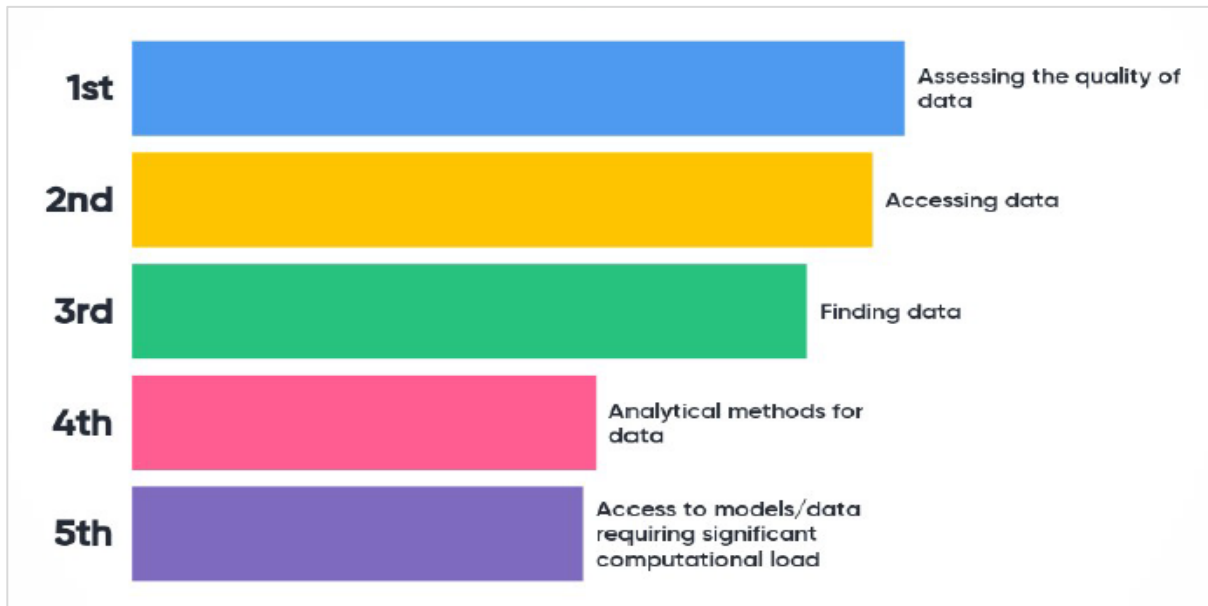 1st
Assessing the quality of
data
2nd
Accessing data
3rd
Finding data
4th
Analytical methods for
data
5th
Access to models/data
requiring significant
computational load